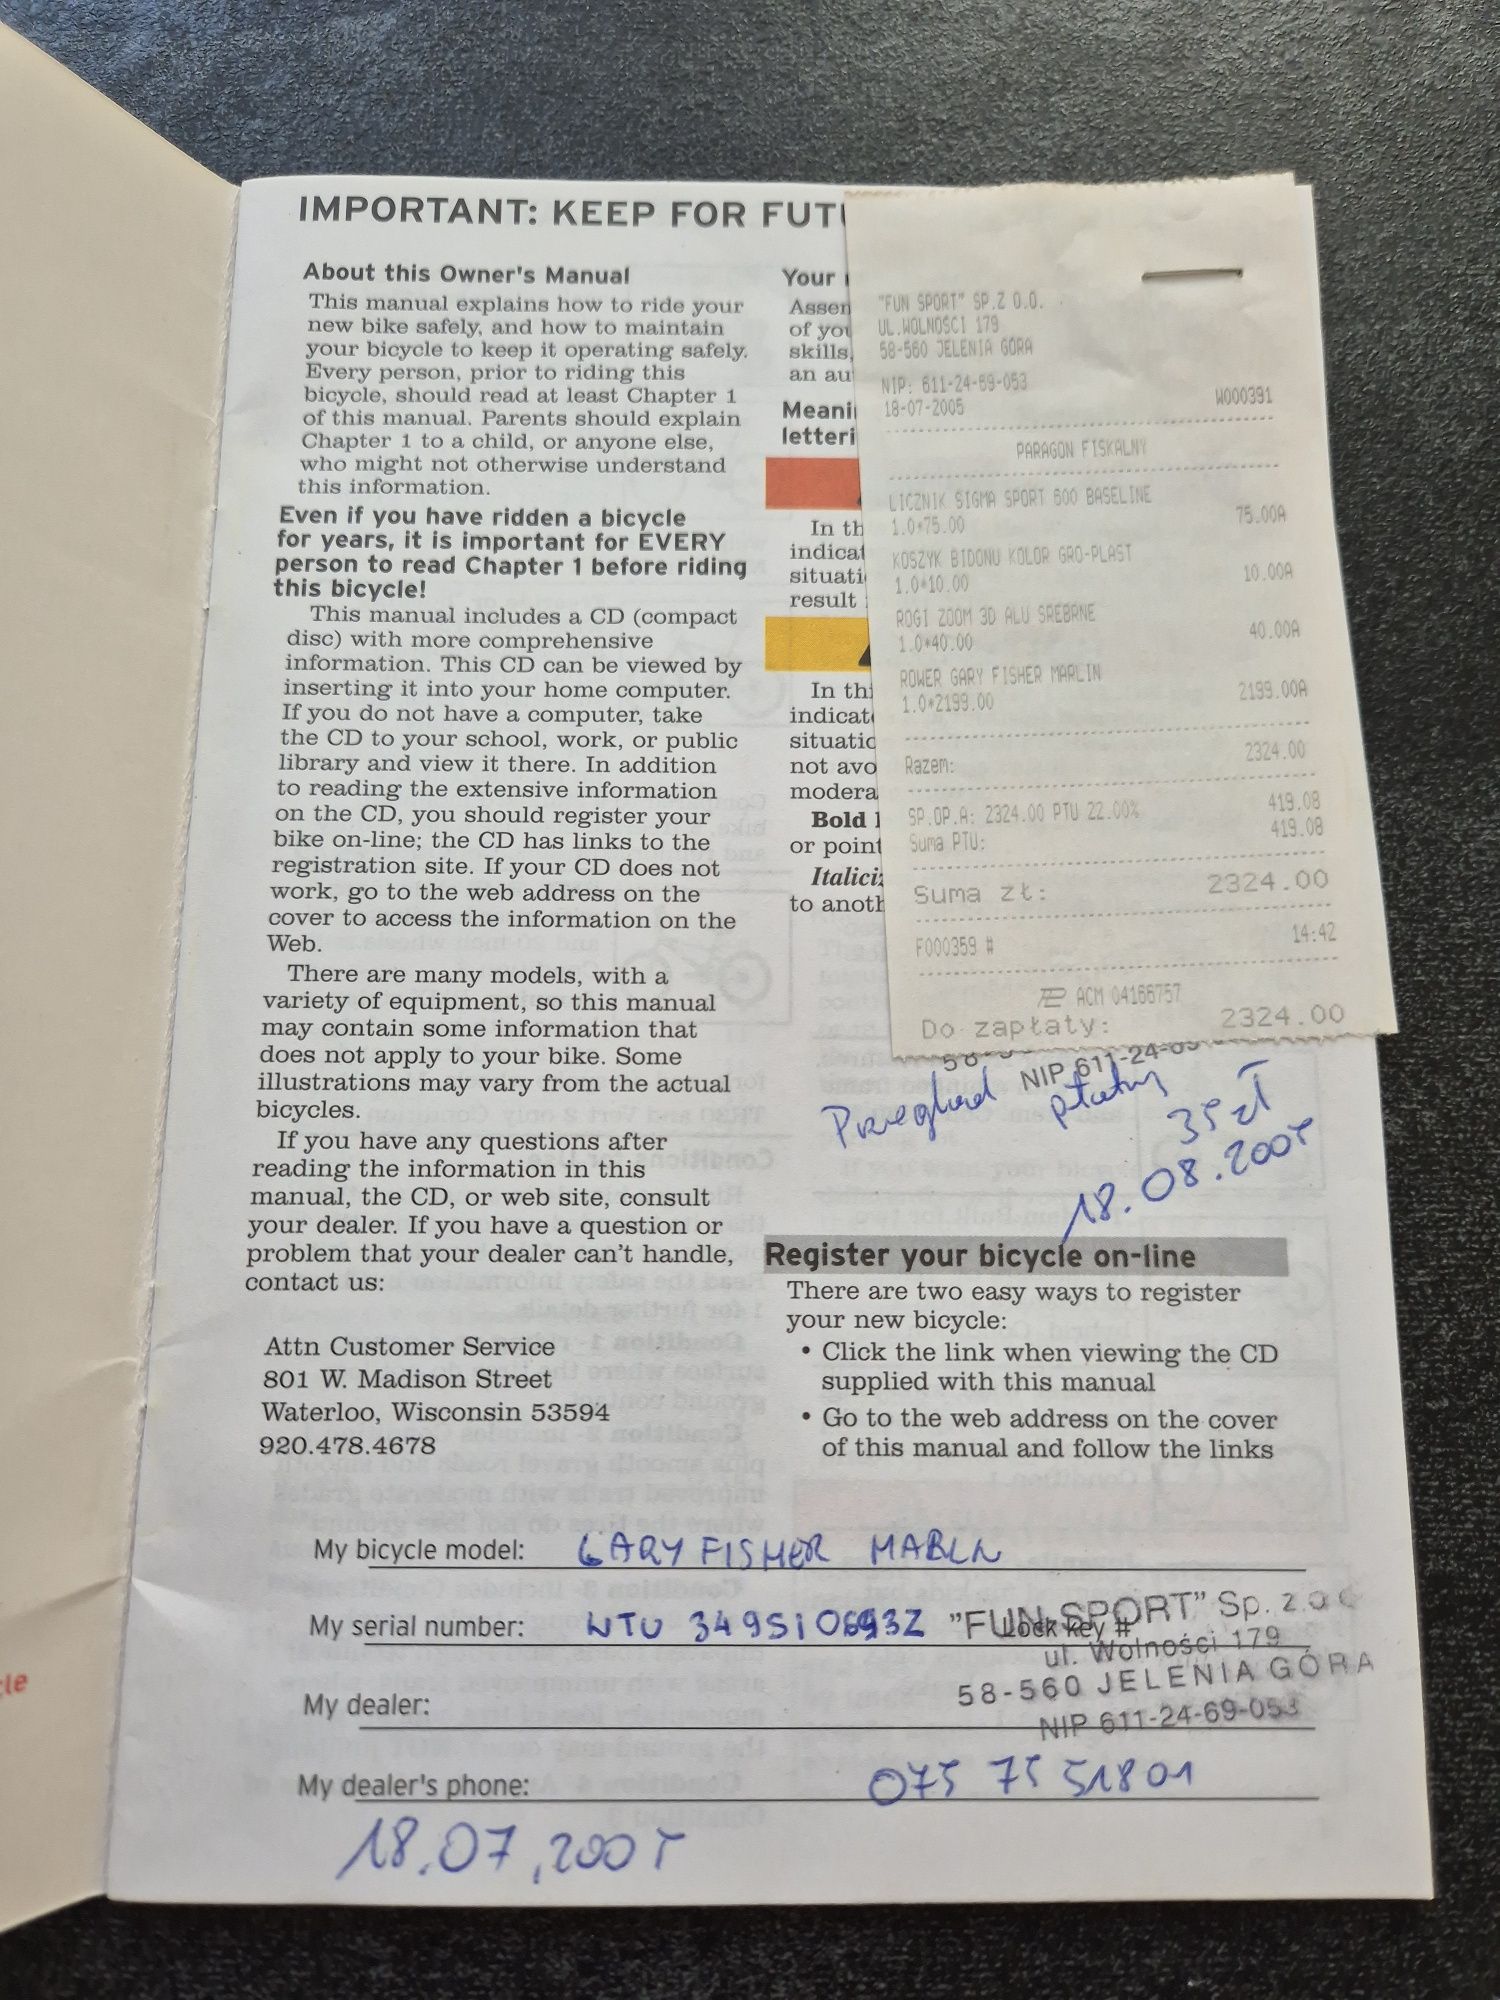 IMPORTANT: KEEP FOR
About this Owner's Manual
This manual explains how to ride your
new bike safely, and how to maintain
your bicycle to keep it operating safely.
Every person, prior to riding this
bicycle, should read at least Chapter 1
of this manual. Parents should explain
Chapter 1 to a child, or anyone else,
who might not otherwise understand
this information.
Even if you have ridden a bicycle
for years, it is important for EVERY
person to read Chapter 1 before riding
this bicycle!
This manual includes a CD (compact
disc) with more comprehensive
information. This CD can be viewed by
inserting it into your home computer.
If you do not have a computer, take
the CD to your school, work, or public
library and view it there. In addition
to reading the extensive information
on the CD, you should register your
bike on-line; the CD has links to the
registration site. If your CD does not
work, go to the web address on the
cover to access the information on the
Web.
There are many models, with a
variety of equipment, so this manual
may contain some information that
does not apply to your bike. Some
illustrations may vary from the actual
bicycles.
If you have any questions after
reading the information in this
manual, the CD, or web site, consult
your dealer. If you have a question or
problem that your dealer can't handle,
contact us:
Attn Customer Service
801 W. Madison Street
Waterloo, Wisconsin 53594
920.478.4678
Your
of
skills,
an
In
result
In
not
Bold
or
to
"FUN SPORT" SP.Z O.O.
UL.WOLNOŚCI 179
58-560 JELENIA GÓRA
NIP: 611-24-69-053
18-07-2005 W000391
PARAGON FISKALNY
LICZNIK SIGMA SPORT 600 BASELINE
1.0*75.00 75.00A
KOSZYK BIDONU KOLOR GRO-PLAST
1.0*10.00 10.00A
ROGI ZOOM 3D ALU SREBRNE
1.0*40.00 40.00A
ROWER GARY FISHER MARLIN
1.0*2199.00 2199.00A
Razem: 2324.00
SP.OP.A: 2324.00 PTU 22.00% 419.08
Suma PTU: 419.08
Suma zł: 2324.00
F000359 # 14:42
ACM 04166757
Do zapłaty: 2324.00
NIP 611-24-
Przegląd płatny
35 zł
18.08.2005
Register your bicycle on-line
There are two easy ways to register
your new bicycle:
• Click the link when viewing the CD
supplied with this manual
• Go to the web address on the cover
of this manual and follow the links
My bicycle model: GARY FISHER MARLN
My serial number: WTU Lock key #
"FUN SPORT" Sp. z o.o
ul. Wolności 179
58-560 JELENIA GÓRA
NIP 611-24-69-053
My dealer:
My dealer's phone: 075 75 51801
18.07.2005